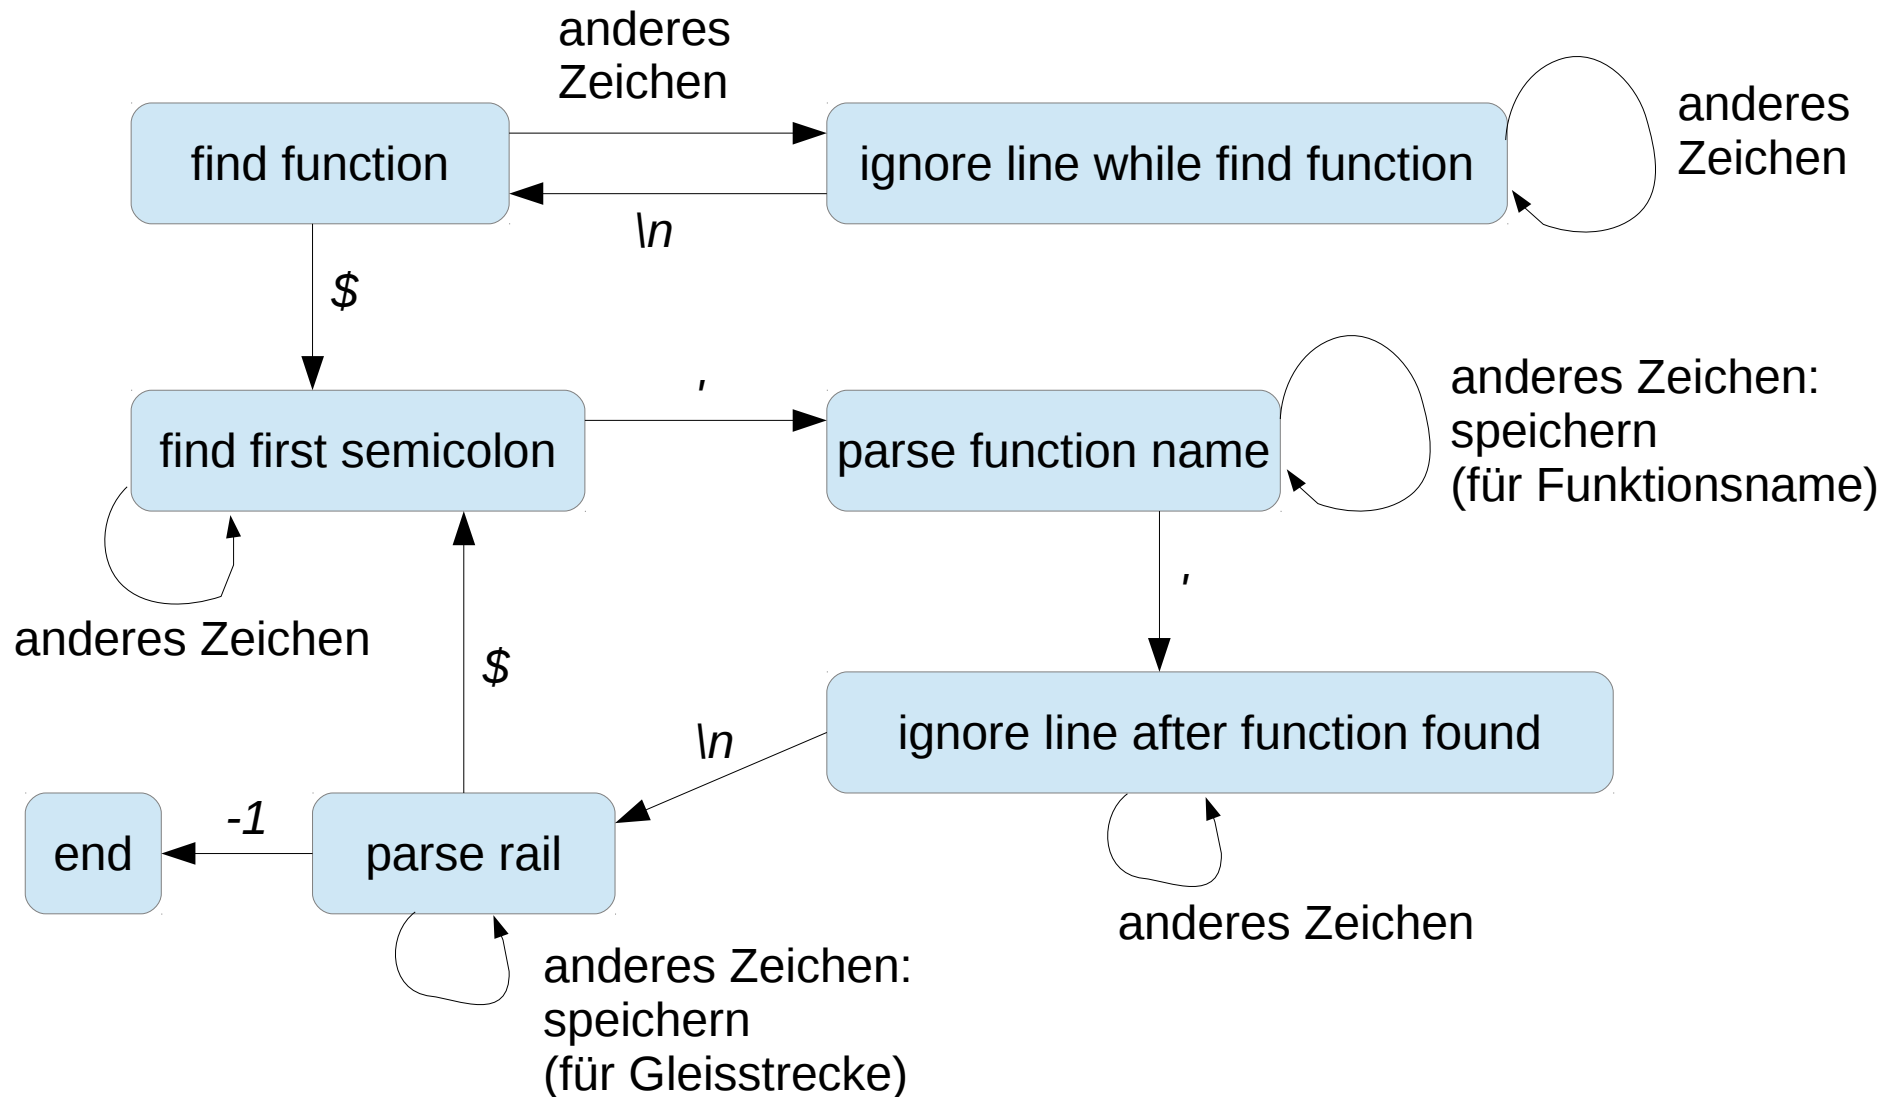 anderes
Zeichen
find function
ignore line while find function
anderes
Zeichen
\n
$
'
find first semicolon
parse function name
anderes Zeichen:
speichern
(für Funktionsname)
'
anderes Zeichen
$
ignore line after function found
\n
-1
end
parse rail
anderes Zeichen
anderes Zeichen:
speichern
(für Gleisstrecke)